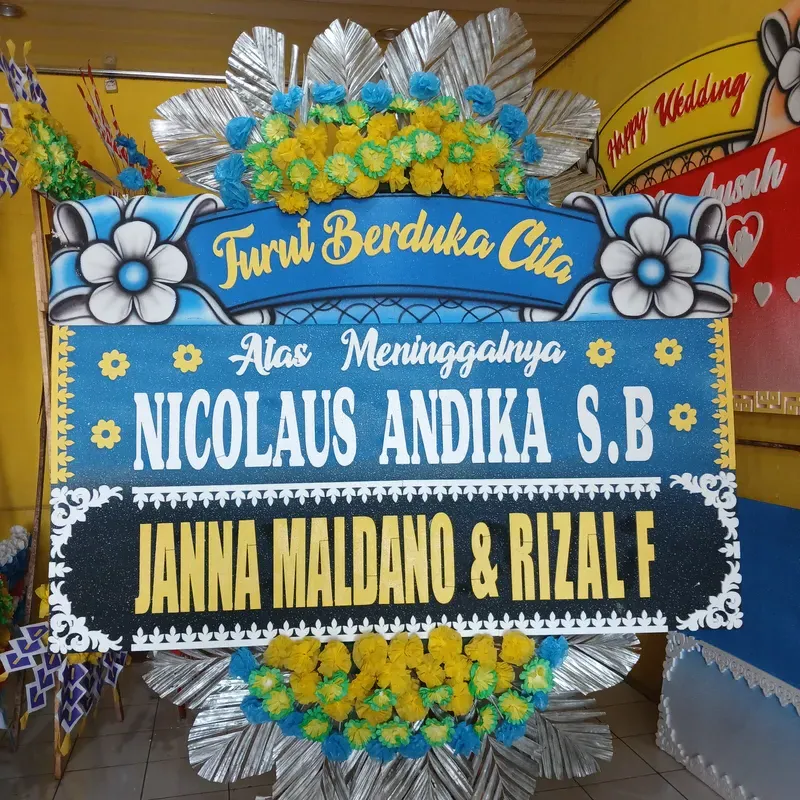 Turut Berduka Cita
Atas Meninggalnya
NICOLAUS ANDIKA S.B
JANNA MALDANO & RIZAL F
Happy Wedding